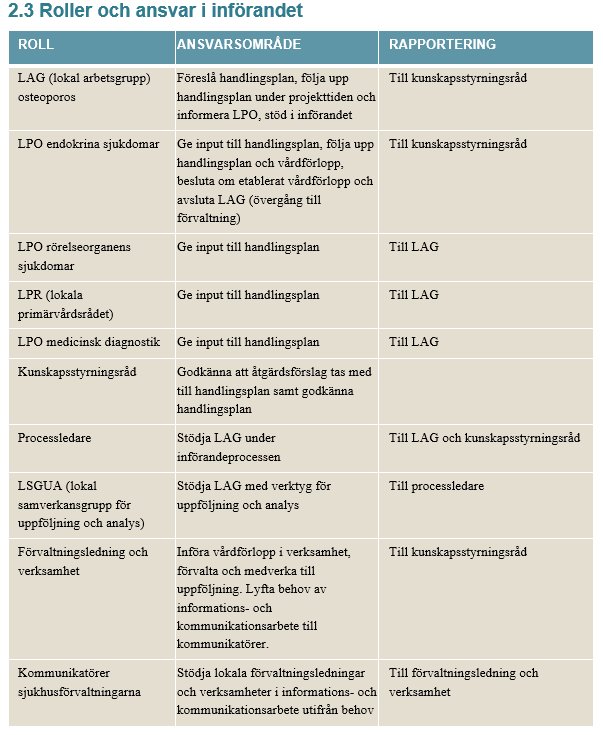 2.3 Roller och ansvar i införandet
ROLL ANSVARSOMRÅDE RAPPORTERING
LAG (lokal arbetsgrupp) Föreslå handlingsplan, följa upp Till kunskapsstyrningsråd
osteoporos handlingsplan under projekttiden och
informera LPO, stöd i införandet
LPO endokrina sjukdomar Ge input till handlingsplan, följa upp Till kunskapsstyrningsråd
handlingsplan och vårdförlopp,
besluta om etablerat vårdförlopp och
avsluta LAG (övergång till
förvaltning)
LPO rörelseorganens Ge input till handlingsplan Till LAG
sjukdomar
LPR (lokala Ge input till handlingsplan Till LAG
primärvårdsrådet)
LPO medicinsk diagnostik Ge input till handlingsplan Till LAG
Kunskapsstyrningsråd Godkänna att åtgärdsförslag tas med
till handlingsplan samt godkänna
handlingsplan
Processledare Stödja LAG under Till LAG och kunskapsstyrningsråd
införandeprocessen
LSGUA (lokal Stödja LAG med verktyg för Till processledare
samverkansgrupp för uppföljning och analys
uppföljning och analys)
Förvaltningsledning och Införa vårdförlopp i verksamhet, Till kunskapsstyrningsråd
verksamhet förvalta och medverka till
uppföljning. Lyfta behov av
informations- och
kommunikationsarbete till
kommunikatörer.
Kommunikatörer Stödja lokala förvaltningsledningar Till förvaltningsledning och
sjukhusförvaltningarna och verksamheter i informations- och verksamhet
kommunikationsarbete utifrån behov